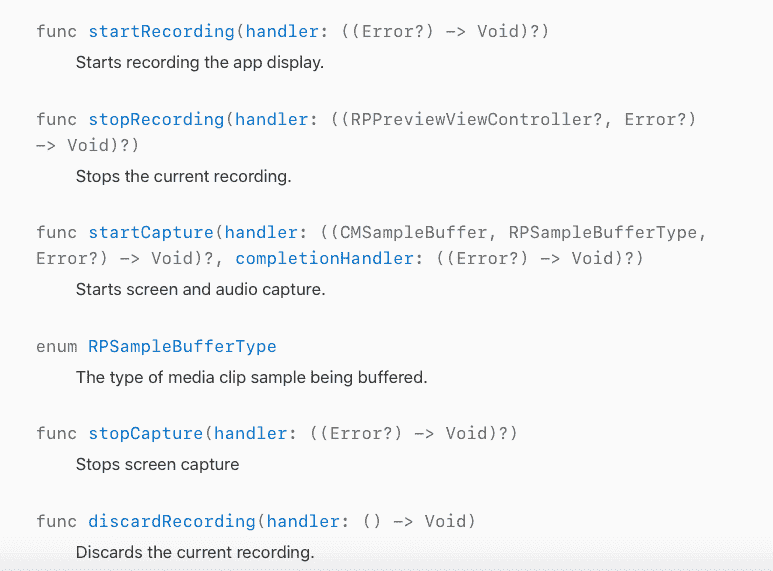 func startRecording(handler: ((Error?) -> Void)?)
Starts recording the app display.
func stopRecording(handler: ((RPPreviewViewController?, Error?)
-> Void)?)
Stops the current recording.
func startCapture(handler: ((CMSampleBuffer, RPSampleBufferType,
Error?) -> Void)?, completionHandler: ((Error?) -> Void)?)
Starts screen and audio capture.
enum RPSampleBufferType
The type of media clip sample being buffered.
func stopCapture(handler: ((Error?) -> Void)?)
Stops screen capture
func discardRecording(handler: () -> Void)
Discards the current recording.